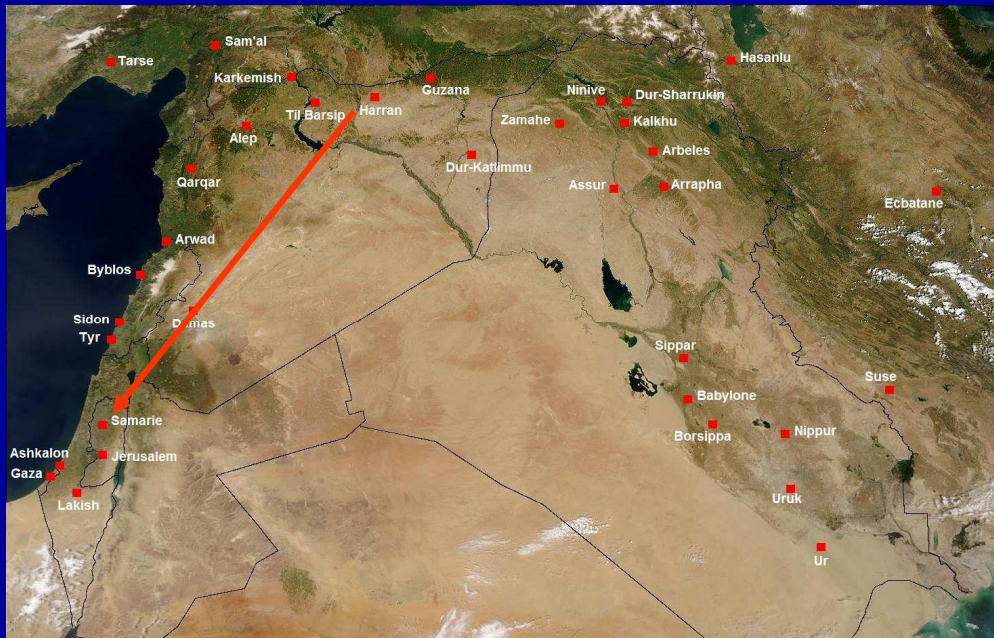 Sam'al
Tarse
Hasanlu
Karkemish
Guzana
Ninive
Dur-Sharrukin
Til Barsip
Harran
Zamahe
Kalkhu
Alep
Arbeles
Dur-Katlimmu
Qarqar
Assur
Arrapha
Ecbatane
Arwad
Byblos
Sidon
Damas
Tyr
Sippar
Suse
Babylone
Samarie
Borsippa
Nippur
Ashkalon
Jerusalem
Gaza
Lakish
Uruk
Ur